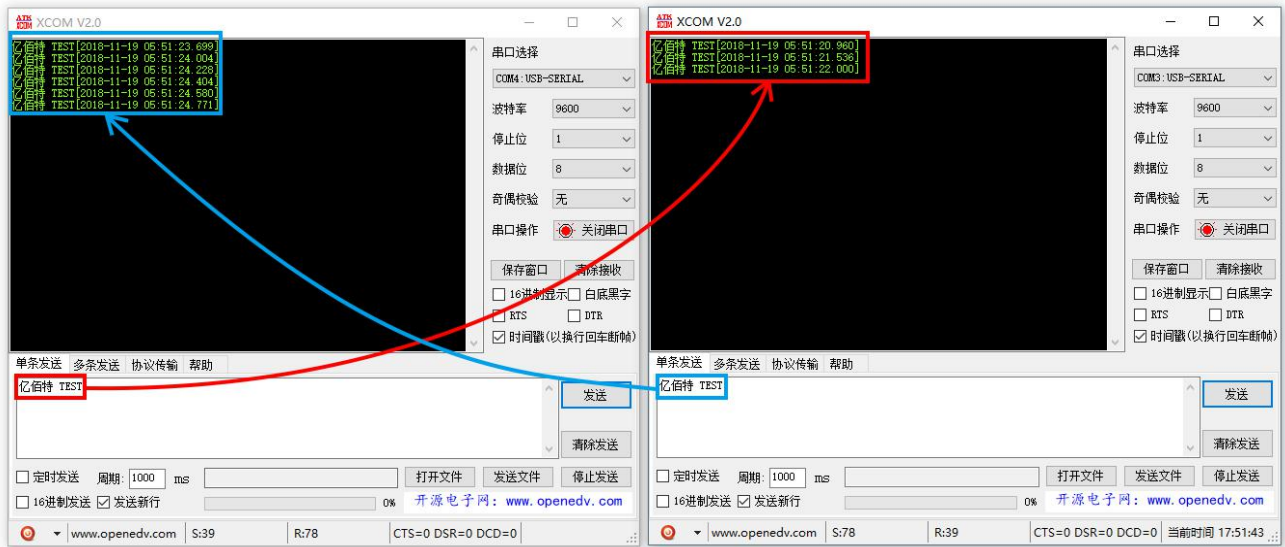 ATK COM XCOM V2.0
亿佰特 TEST[2018-11-19 05:51:23.699]
亿佰特 TEST[2018-11-19 05:51:24.004]
亿佰特 TEST[2018-11-19 05:51:24.228]
亿佰特 TEST[2018-11-19 05:51:24.404]
亿佰特 TEST[2018-11-19 05:51:24.580]
亿佰特 TEST[2018-11-19 05:51:24.771]
串口选择
COM4:USB-SERIAL
波特率 9600
停止位 1
数据位 8
奇偶校验 无
串口操作 关闭串口
保存窗口 清除接收
16进制显示 白底黑字
RTS DTR
时间戳(以换行回车断帧)
单条发送 多条发送 协议传输 帮助
亿佰特 TEST
发送
清除发送
定时发送 周期: 1000 ms 打开文件 发送文件 停止发送
16进制发送 发送新行 0% 开源电子网：www.openedv.com
www.openedv.com S:39 R:78 CTS=0 DSR=0 DCD=0
ATK COM XCOM V2.0
亿佰特 TEST[2018-11-19 05:51:20.960]
亿佰特 TEST[2018-11-19 05:51:21.536]
亿佰特 TEST[2018-11-19 05:51:22.000]
串口选择
COM3:USB-SERIAL
波特率 9600
停止位 1
数据位 8
奇偶校验 无
串口操作 关闭串口
保存窗口 清除接收
16进制显示 白底黑字
RTS DTR
时间戳(以换行回车断帧)
单条发送 多条发送 协议传输 帮助
亿佰特 TEST
发送
清除发送
定时发送 周期: 1000 ms 打开文件 发送文件 停止发送
16进制发送 发送新行 0% 开源电子网：www.openedv.com
www.openedv.com S:78 R:39 CTS=0 DSR=0 DCD=0 当前时间 17:51:43